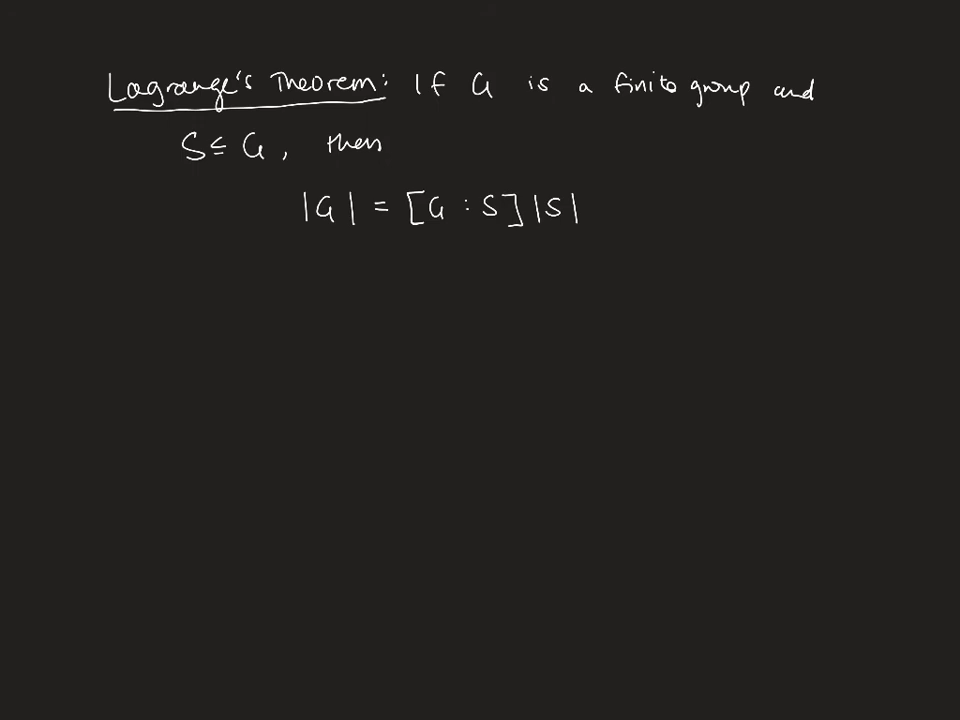 Lagrange's Theorem: If G is a finite group and
S ≤ G, then
|G| = [G : S] |S|